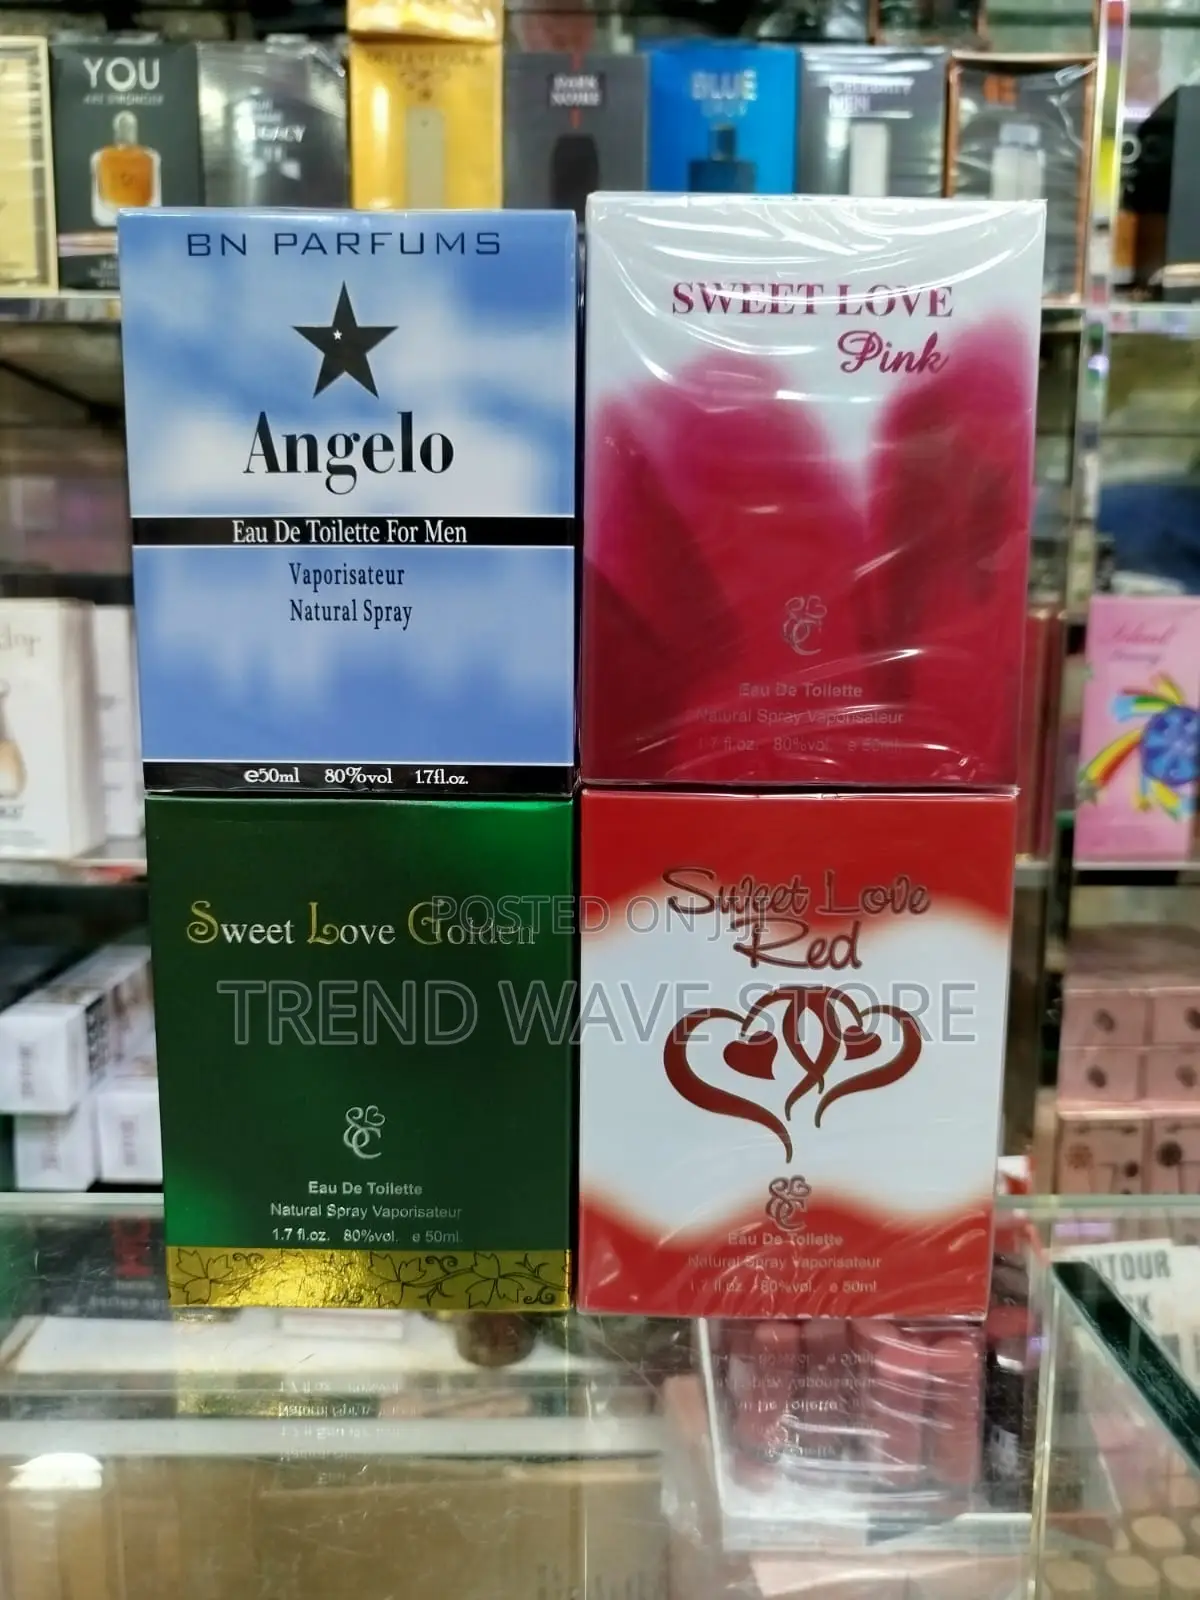 YOU
BLUE
BN PARFUMS
Angelo
Eau De Toilette For Men
Vaporisateur
Natural Spray
e50ml 80%vol 1.7fl.oz.
SWEET LOVE
Pink
Eau De Toilette
Natural Spray Vaporisateur
1.7 fl.oz. 80%vol. e 50ml.
Sweet Love Golden
Eau De Toilette
Natural Spray Vaporisateur
1.7 fl.oz. 80%vol. e 50ml.
Sweet Love
Red
Eau De Toilette
Natural Spray Vaporisateur
1.7 fl.oz. 80%vol. e 50ml
POSTED ON JIJI
TREND WAVE STORE